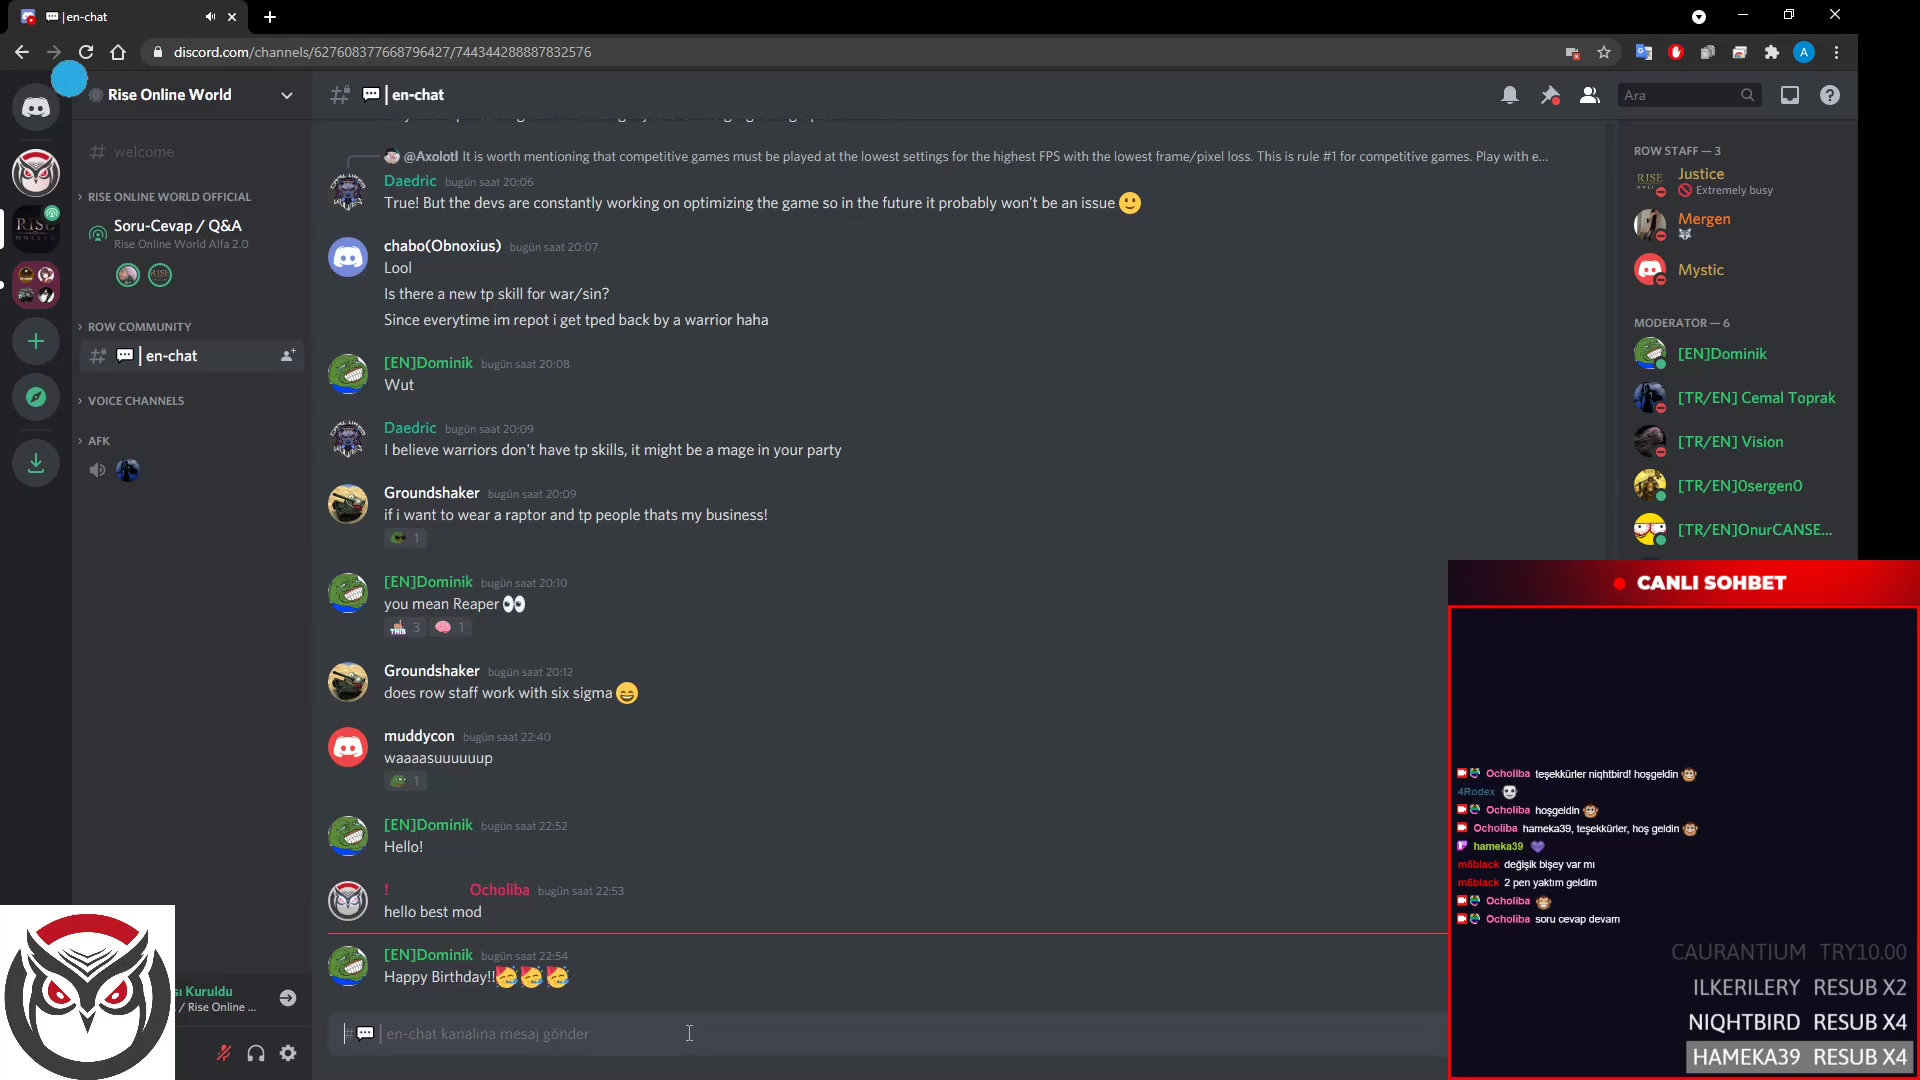 | en-chat
discord.com/channels/627608377668796427/744344288887832576
A
Rise Online World
| en-chat
Ara
welcome
RISE ONLINE WORLD OFFICIAL
Soru-Cevap / Q&A
Rise Online World Alfa 2.0
RISE
ROW COMMUNITY
| en-chat
VOICE CHANNELS
AFK
@Axolotl It is worth mentioning that competitive games must be played at the lowest settings for the highest FPS with the lowest frame/pixel loss. This is rule #1 for competitive games. Play with e...
Daedric bugün saat 20:06
True! But the devs are constantly working on optimizing the game so in the future it probably won't be an issue
chabo(Obnoxius) bugün saat 20:07
Lool
Is there a new tp skill for war/sin?
Since everytime im repot i get tped back by a warrior haha
[EN]Dominik bugün saat 20:08
Wut
Daedric bugün saat 20:09
I believe warriors don't have tp skills, it might be a mage in your party
Groundshaker bugün saat 20:09
if i want to wear a raptor and tp people thats my business!
1
[EN]Dominik bugün saat 20:10
you mean Reaper 👀
THIS 3 1
Groundshaker bugün saat 20:12
does row staff work with six sigma
muddycon bugün saat 22:40
waaaasuuuuuup
1
[EN]Dominik bugün saat 22:52
Hello!
! Ocholiba bugün saat 22:53
hello best mod
[EN]Dominik bugün saat 22:54
Happy Birthday!!🥳🥳🥳
| en-chat kanalına mesaj gönder
sı Kuruldu
/ Rise Online ...
ROW STAFF — 3
RISE
Justice
Extremely busy
Mergen
Mystic
MODERATOR — 6
[EN]Dominik
[TR/EN] Cemal Toprak
[TR/EN] Vision
[TR/EN]0sergen0
[TR/EN]OnurCANSE...
CANLI SOHBET
Ocholiba teşekkürler niqhtbird! hoşgeldin
4Rodex
Ocholiba hoşgeldin
Ocholiba hameka39, teşekkürler, hoş geldin
hameka39
m6black değişik bişey var mı
m6black 2 pen yaktım geldim
Ocholiba
Ocholiba soru cevap devam
CAURANTIUM TRY10.00
ILKERILERY RESUB X2
NIQHTBIRD RESUB X4
HAMEKA39 RESUB X4